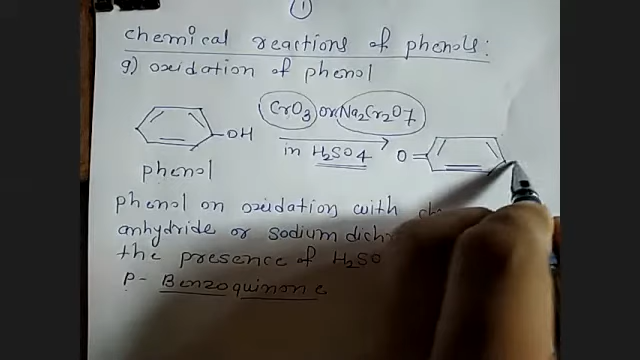 1
chemical reactions of phenols:
9) oxidation of phenol
CrO3 or Na2Cr2O7
OH
in H2SO4
O=
phenol
phenol on oxidation with
anhydride or sodium
the presence of H2SO
P- Benzoquinone